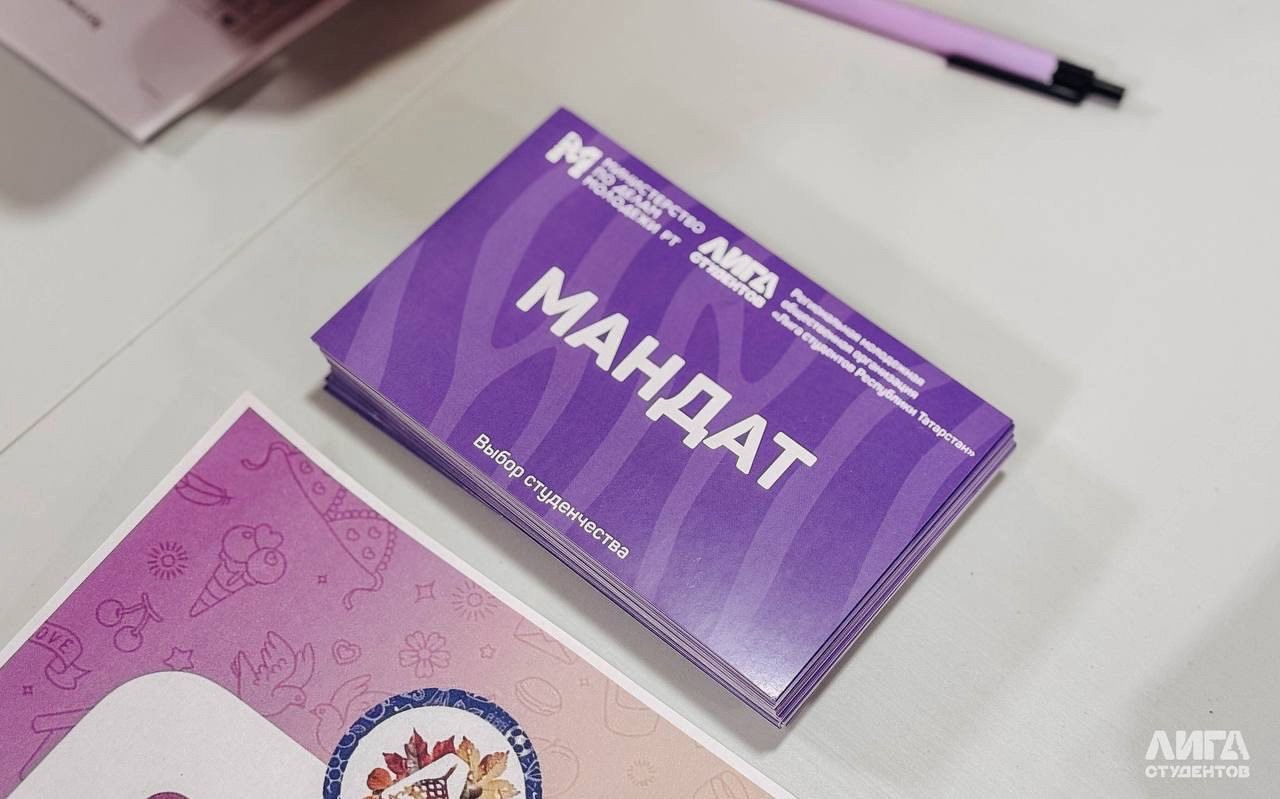 МИНИСТЕРСТВО
ПО ДЕЛАМ
МОЛОДЕЖИ РТ
ЛИГА
СТУДЕНТОВ
Региональная молодежная
общественная организация
«Лига студентов Республики Татарстан»
МАНДАТ
Выбор студенчества
LOVE
ЛИГА
СТУДЕНТОВ